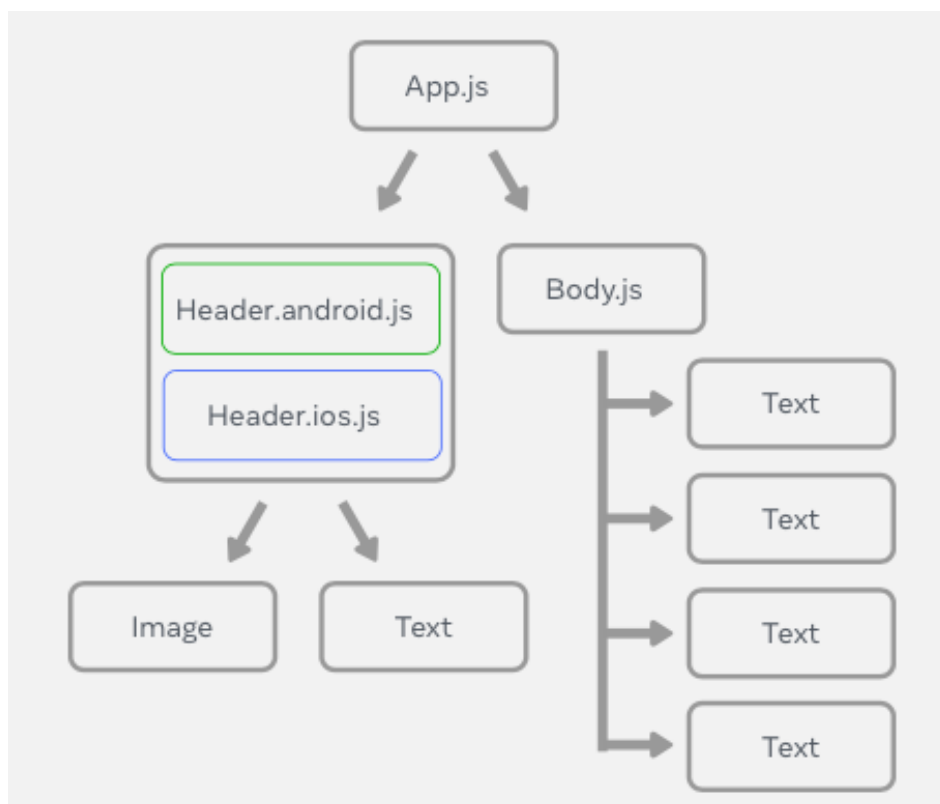 App.js
Header.android.js
Header.ios.js
Body.js
Image
Text
Text
Text
Text
Text